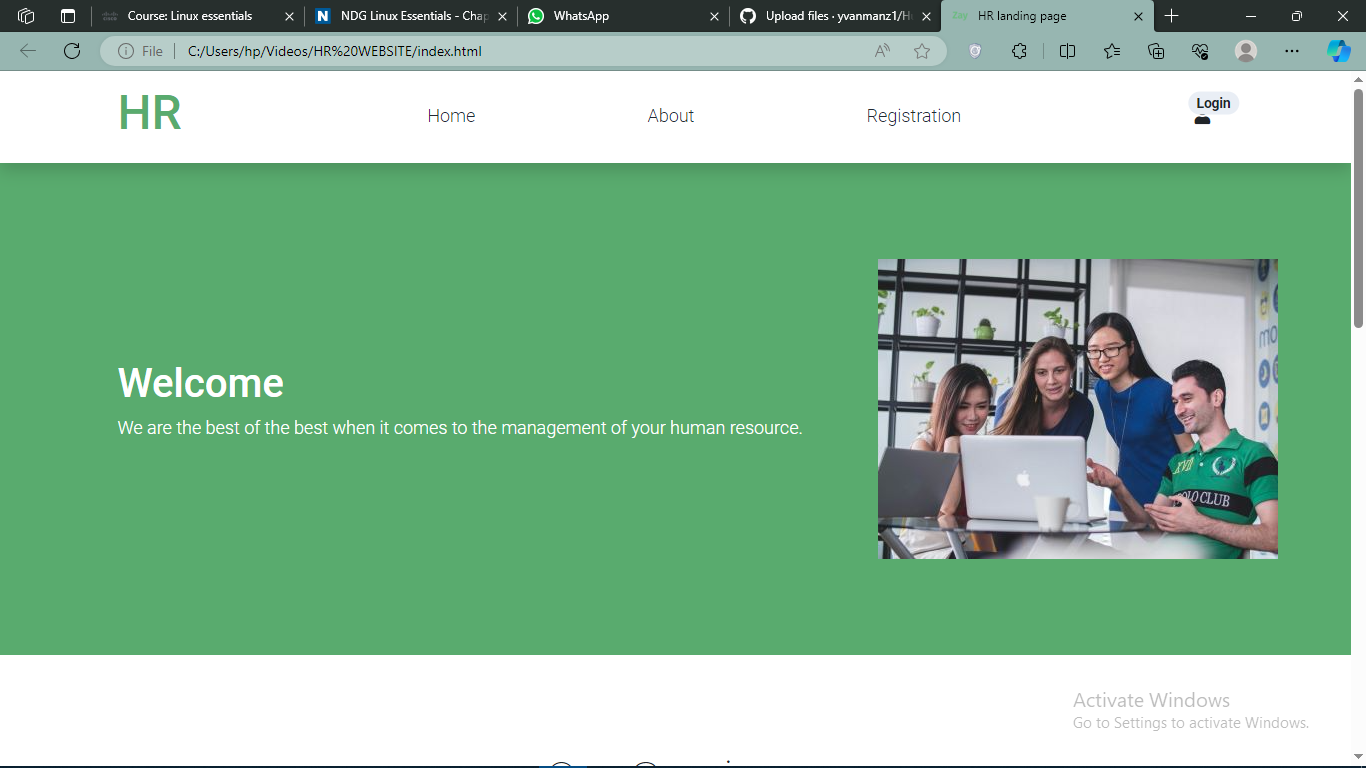 Course: Linux essentials
NDG Linux Essentials - Chap
WhatsApp
Upload files · yvanmanz1/H
Zay
HR landing page
File
C:/Users/hp/Videos/HR%20WEBSITE/index.html
HR
Home
About
Registration
Login
Welcome
We are the best of the best when it comes to the management of your human resource.
XVII
POLO CLUB
Activate Windows
Go to Settings to activate Windows.